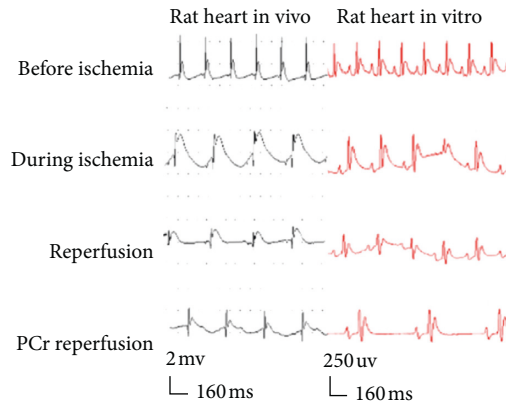 Rat heart in vivo
Rat heart in vitro
Before ischemia
During ischemia
Reperfusion
PCr reperfusion
2 mv
250 uv
160 ms
160 ms